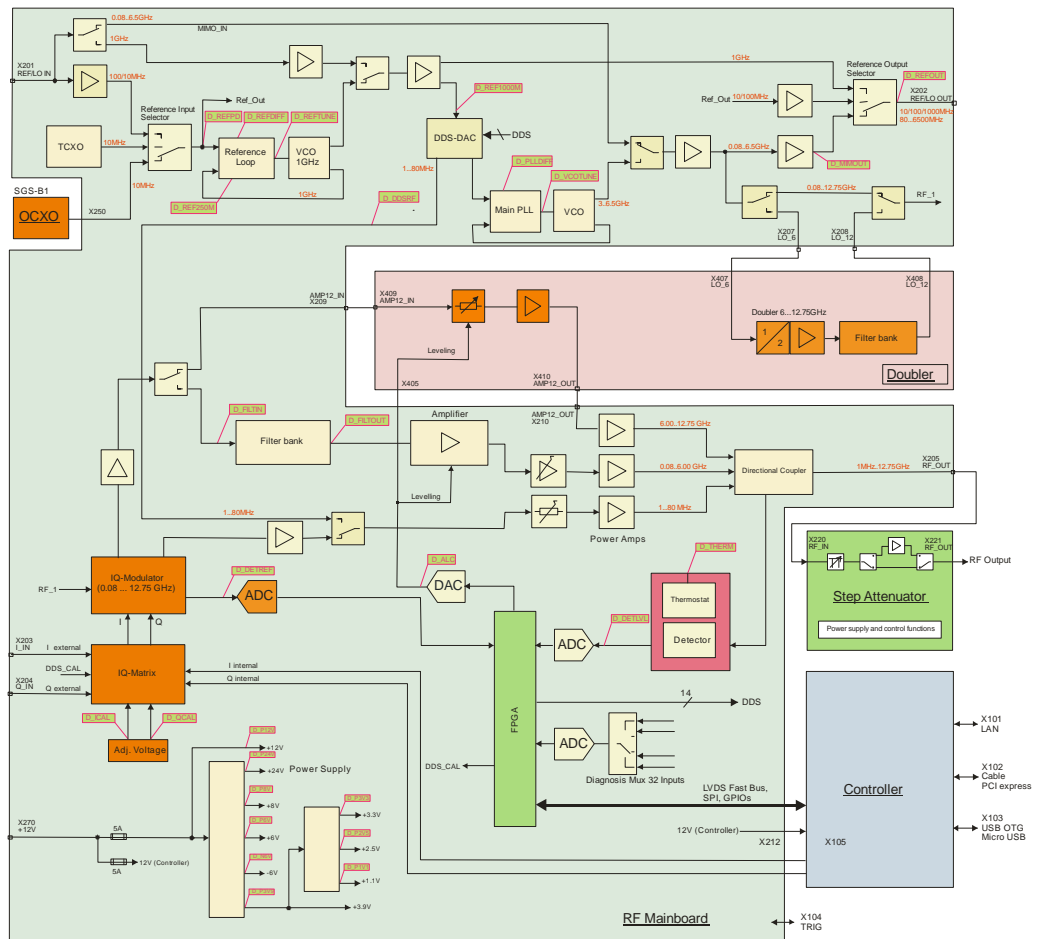 0.08..6.5GHz
MIMO_IN
1GHz
X201
REF/LO IN
100/10MHz
1GHz
Reference Output
Selector
D_REFOUT
X202
REF/LO OUT
10/100/1000MHz
80...6500MHz
Ref_Out
10/100MHz
Reference Input
Selector
Ref_Out
D_REFPD
D_REFDIFF
D_REFTUNE
D_REF1000M
TCXO
10MHz
Reference
Loop
VCO
1GHz
DDS-DAC
DDS
0.08..6.5GHz
D_MIMOUT
10MHz
1GHz
D_REF250M
1...80MHz
D_DDSRF
D_PLLDIFF
D_VCOTUNE
Main PLL
VCO
3..6.5GHz
0.08..12.75GHz
RF_1
SGS-B1
OCXO
X250
X207
LO_6
X208
LO_12
AMP12_IN
X209
X409
AMP12_IN
X407
LO_6
X408
LO_12
Doubler 6...12.75GHz
1
2
Filter bank
Leveling
Doubler
X405
X410
AMP12_OUT
AMP12_OUT
X210
D_FILTIN
D_FILTOUT
Amplifier
Filter bank
6.00...12.75 GHz
0.08...6.00 GHz
Directional Coupler
1MHz..12.75GHz
X205
RF_OUT
Levelling
1...80MHz
1...80 MHz
Power Amps
X220
RF_IN
X221
RF_OUT
RF Output
Step Attenuator
Power supply and control functions
IQ-Modulator
(0.08 ... 12.75 GHz)
RF_1
D_DETREF
ADC
D_ALC
DAC
D_THERM
Thermostat
Detector
D_DETLVL
ADC
I
Q
X203
I_IN
I external
DDS_CAL
X204
Q_IN
Q external
IQ-Matrix
I internal
Q internal
D_ICAL
D_QCAL
Adj. Voltage
FPGA
14
DDS
ADC
Diagnosis Mux 32 Inputs
DDS_CAL
LVDS Fast Bus,
SPI, GPIOs
12V (Controller)
X212
X105
Controller
X101
LAN
X102
Cable
PCI express
X103
USB OTG
Micro USB
D_P12V
+12V
+24V
Power Supply
+8V
+6V
-6V
+3.9V
+3.3V
+2.5V
+1.1V
X270
+12V
5A
12V (Controller)
5A
RF Mainboard
X104
TRIG